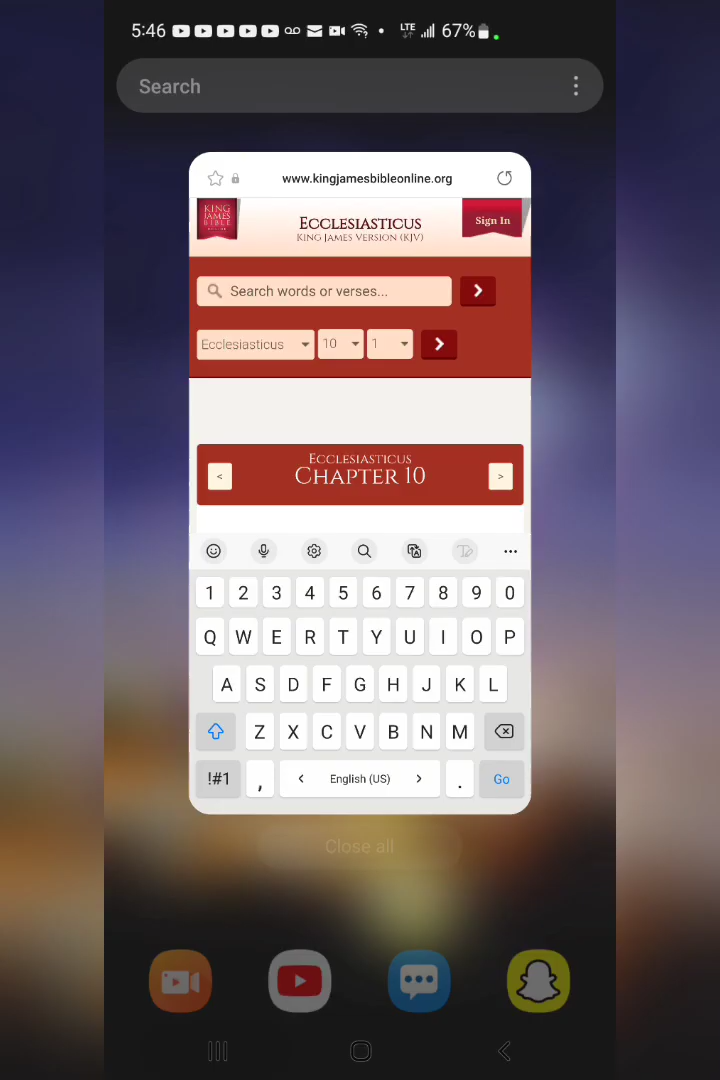 5:46 LTE 67%
Search
www.kingjamesbibleonline.org
KING JAMES BIBLE
ECCLESIASTICUS
KING JAMES VERSION (KJV)
Sign In
Search words or verses...
Ecclesiasticus 10 1
ECCLESIASTICUS
< CHAPTER 10 >
1 2 3 4 5 6 7 8 9 0
Q W E R T Y U I O P
A S D F G H J K L
Z X C V B N M
!#1 , < English (US) > . Go
Close all